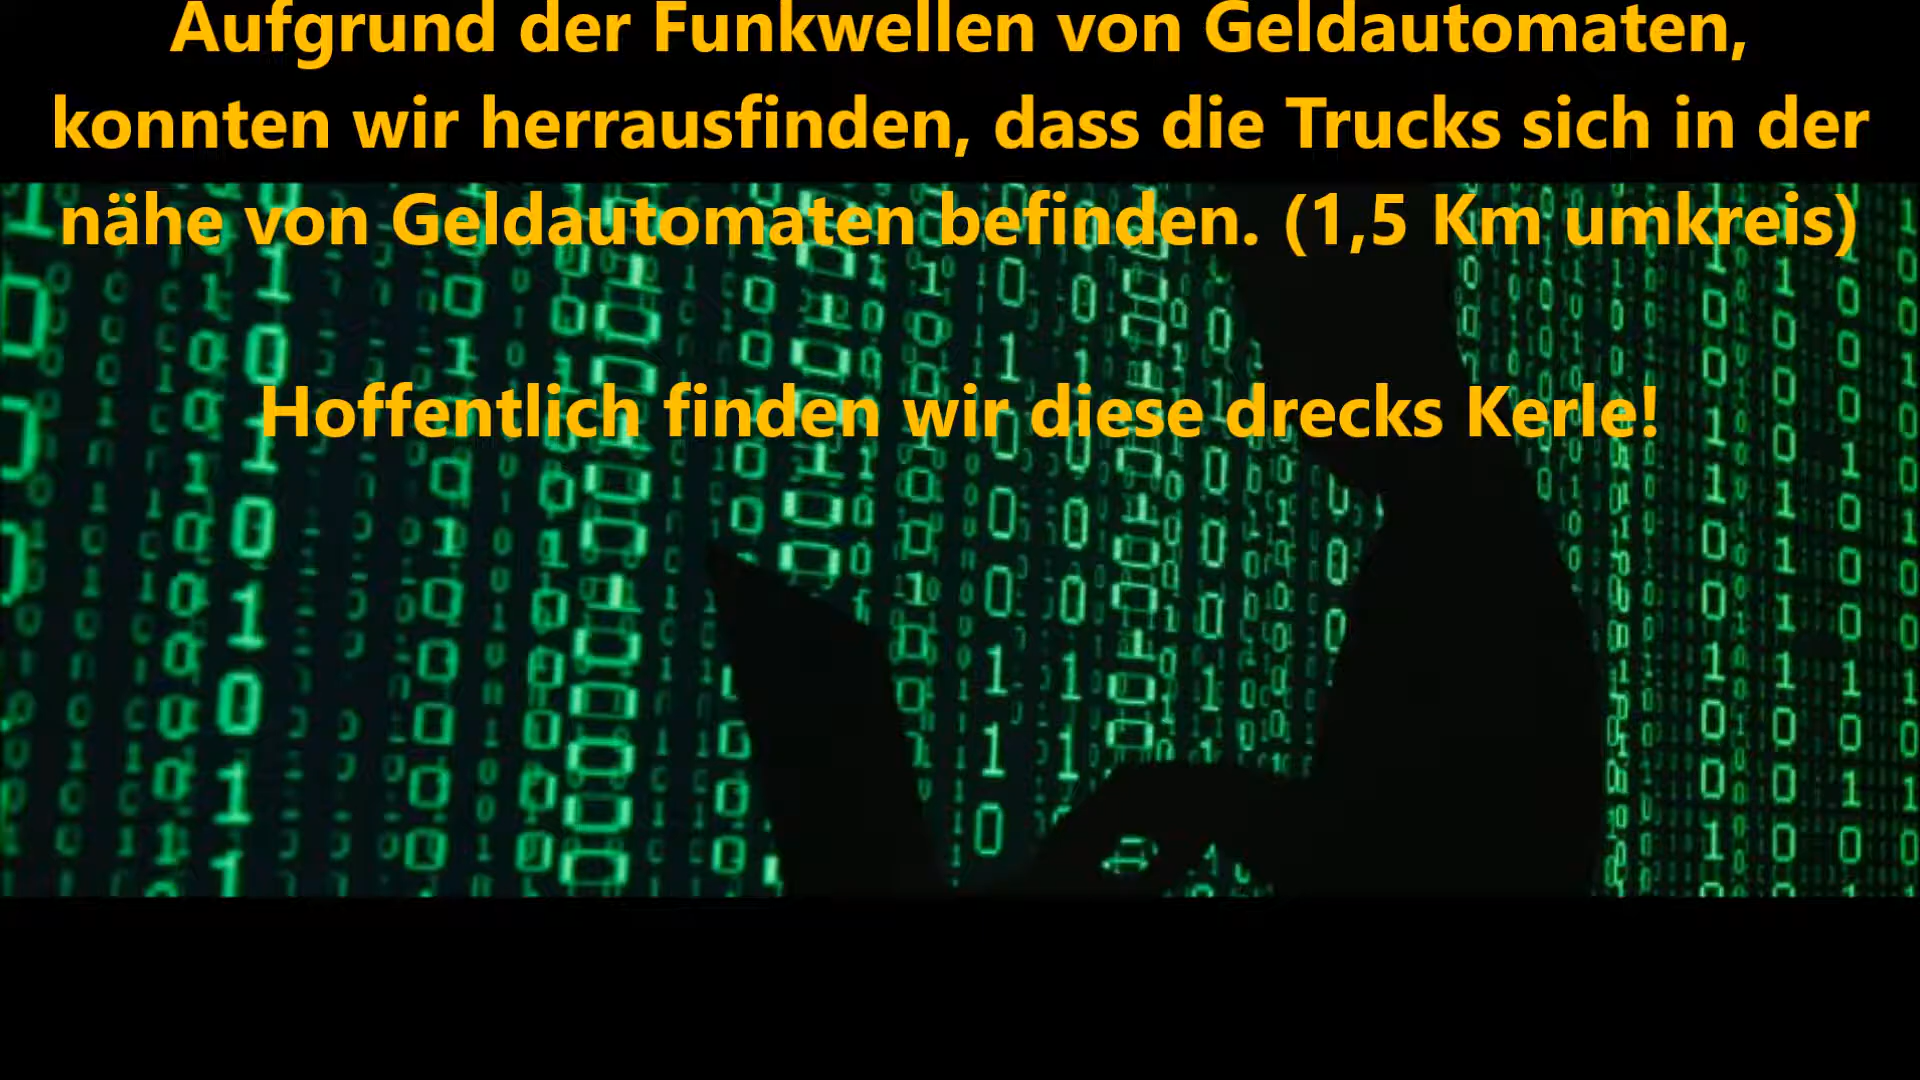 Aufgrund der Funkwellen von Geldautomaten,
konnten wir herrausfinden, dass die Trucks sich in der
nähe von Geldautomaten befinden. (1,5 Km umkreis)
Hoffentlich finden wir diese drecks Kerle!